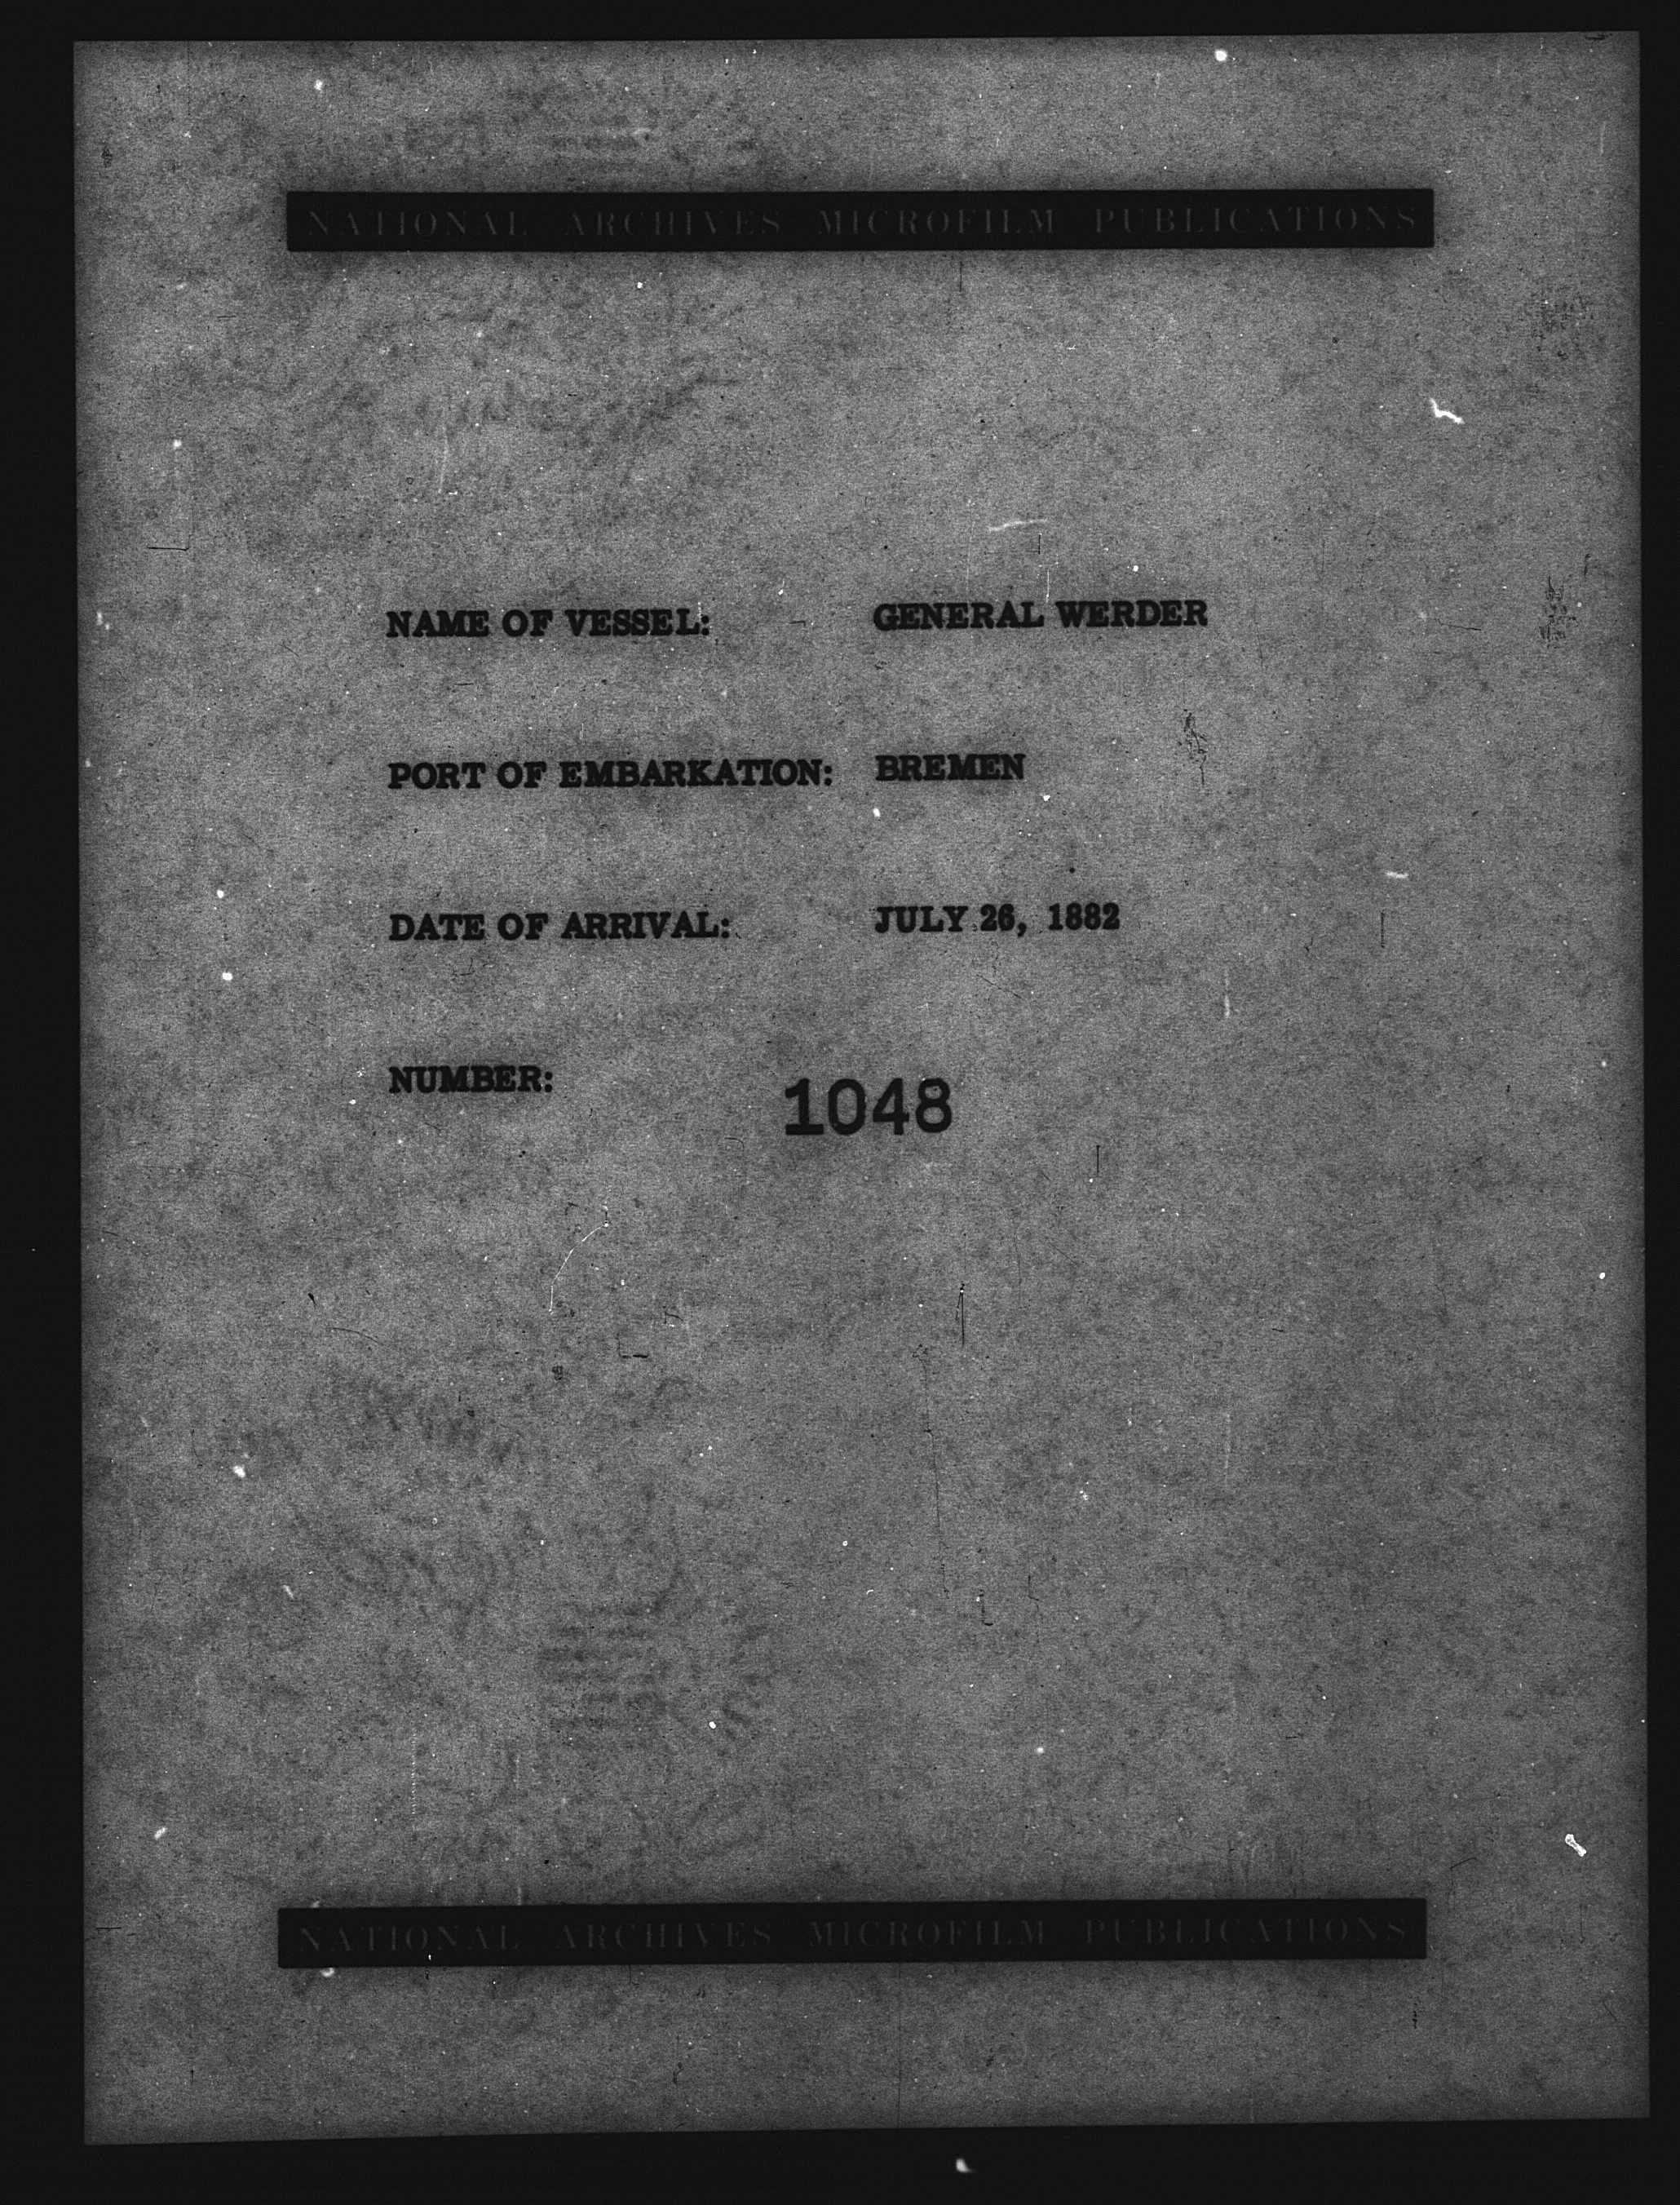 NATIONAL ARCHIVES MICROFILM PUBLICATIONS
NAME OF VESSEL: GENERAL WERDER
PORT OF EMBARKATION: BREMEN
DATE OF ARRIVAL: JULY 26, 1882
NUMBER: 1048
NATIONAL ARCHIVES MICROFILM PUBLICATIONS